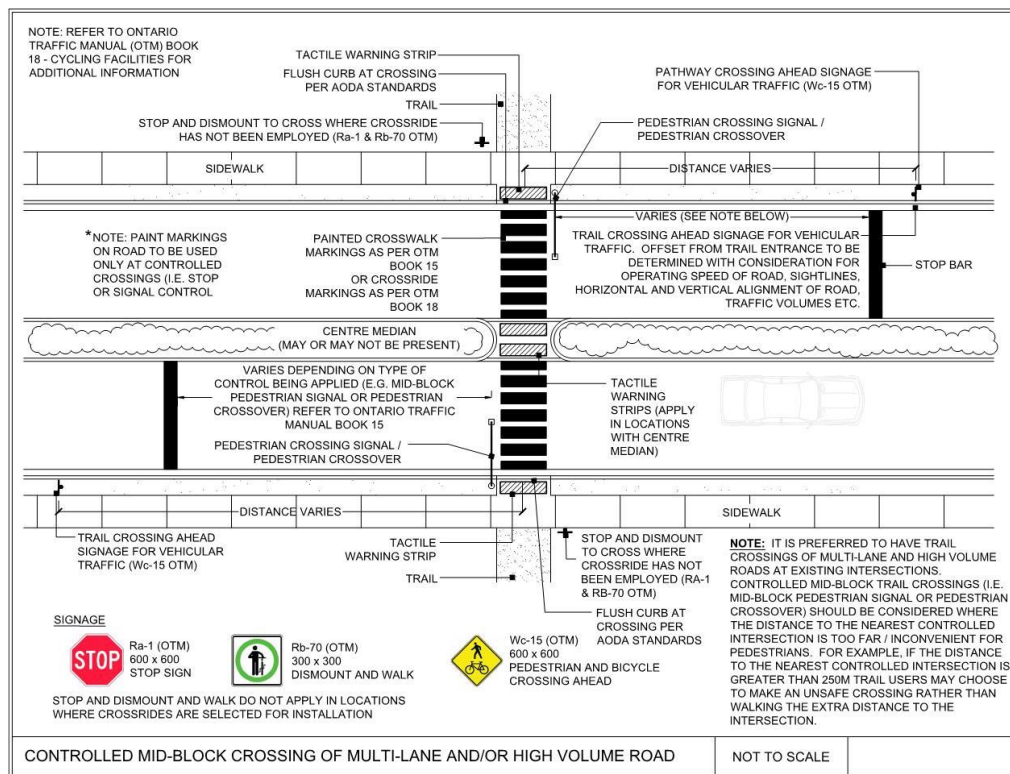 NOTE: REFER TO ONTARIO
TRAFFIC MANUAL (OTM) BOOK
18 - CYCLING FACILITIES FOR
ADDITIONAL INFORMATION
TACTILE WARNING STRIP
FLUSH CURB AT CROSSING
PER AODA STANDARDS
TRAIL
STOP AND DISMOUNT TO CROSS WHERE CROSSRIDE
HAS NOT BEEN EMPLOYED (Ra-1 & Rb-70 OTM)
PATHWAY CROSSING AHEAD SIGNAGE
FOR VEHICULAR TRAFFIC (Wc-15 OTM)
PEDESTRIAN CROSSING SIGNAL /
PEDESTRIAN CROSSOVER
SIDEWALK
DISTANCE VARIES
*NOTE: PAINT MARKINGS
ON ROAD TO BE USED
ONLY AT CONTROLLED
CROSSINGS (I.E. STOP
OR SIGNAL CONTROL
PAINTED CROSSWALK
MARKINGS AS PER OTM
BOOK 15
OR CROSSRIDE
MARKINGS AS PER OTM
BOOK 18
VARIES (SEE NOTE BELOW)
TRAIL CROSSING AHEAD SIGNAGE FOR VEHICULAR
TRAFFIC. OFFSET FROM TRAIL ENTRANCE TO BE
DETERMINED WITH CONSIDERATION FOR
OPERATING SPEED OF ROAD, SIGHTLINES,
HORIZONTAL AND VERTICAL ALIGNMENT OF ROAD,
TRAFFIC VOLUMES ETC.
STOP BAR
CENTRE MEDIAN
(MAY OR MAY NOT BE PRESENT)
VARIES DEPENDING ON TYPE OF
CONTROL BEING APPLIED (E.G. MID-BLOCK
PEDESTRIAN SIGNAL OR PEDESTRIAN
CROSSOVER) REFER TO ONTARIO TRAFFIC
MANUAL BOOK 15
PEDESTRIAN CROSSING SIGNAL /
PEDESTRIAN CROSSOVER
TACTILE
WARNING
STRIPS (APPLY
IN LOCATIONS
WITH CENTRE
MEDIAN)
DISTANCE VARIES
SIDEWALK
TRAIL CROSSING AHEAD
SIGNAGE FOR VEHICULAR
TRAFFIC (Wc-15 OTM)
TACTILE
WARNING STRIP
TRAIL
STOP AND DISMOUNT
TO CROSS WHERE
CROSSRIDE HAS NOT
BEEN EMPLOYED (RA-1
& RB-70 OTM)
FLUSH CURB AT
CROSSING PER
AODA STANDARDS
NOTE: IT IS PREFERRED TO HAVE TRAIL
CROSSINGS OF MULTI-LANE AND HIGH VOLUME
ROADS AT EXISTING INTERSECTIONS.
CONTROLLED MID-BLOCK TRAIL CROSSINGS (I.E.
MID-BLOCK PEDESTRIAN SIGNAL OR PEDESTRIAN
CROSSOVER) SHOULD BE CONSIDERED WHERE
THE DISTANCE TO THE NEAREST CONTROLLED
INTERSECTION IS TOO FAR / INCONVENIENT FOR
PEDESTRIANS. FOR EXAMPLE, IF THE DISTANCE
TO THE NEAREST CONTROLLED INTERSECTION IS
GREATER THAN 250M TRAIL USERS MAY CHOOSE
TO MAKE AN UNSAFE CROSSING RATHER THAN
WALKING THE EXTRA DISTANCE TO THE
INTERSECTION.
SIGNAGE
STOP
Ra-1 (OTM)
600 x 600
STOP SIGN
Rb-70 (OTM)
300 x 300
DISMOUNT AND WALK
Wc-15 (OTM)
600 x 600
PEDESTRIAN AND BICYCLE
CROSSING AHEAD
STOP AND DISMOUNT AND WALK DO NOT APPLY IN LOCATIONS
WHERE CROSSRIDES ARE SELECTED FOR INSTALLATION
CONTROLLED MID-BLOCK CROSSING OF MULTI-LANE AND/OR HIGH VOLUME ROAD
NOT TO SCALE